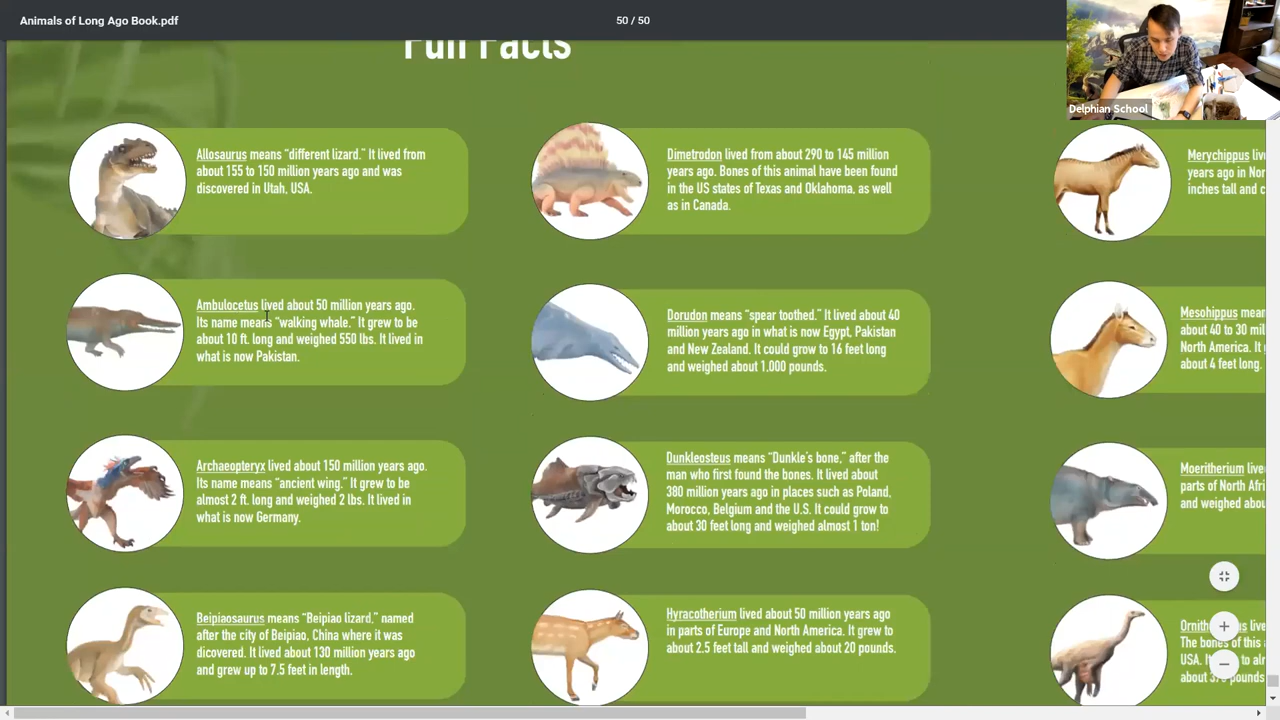 Animals of Long Ago Book.pdf
50 / 50
Delphian School
Fun Facts
Allosaurus means “different lizard.” It lived from
about 155 to 150 million years ago and was
discovered in Utah, USA.
Ambulocetus lived about 50 million years ago.
Its name means “walking whale.” It grew to be
about 10 ft. long and weighed 550 lbs. It lived in
what is now Pakistan.
Archaeopteryx lived about 150 million years ago.
Its name means “ancient wing.” It grew to be
almost 2 ft. long and weighed 2 lbs. It lived in
what is now Germany.
Beipiaosaurus means “Beipiao lizard,” named
after the city of Beipiao, China where it was
dicovered. It lived about 130 million years ago
and grew up to 7.5 feet in length.
Dimetrodon lived from about 290 to 145 million
years ago. Bones of this animal have been found
in the US states of Texas and Oklahoma, as well
as in Canada.
Dorudon means “spear toothed.” It lived about 40
million years ago in what is now Egypt, Pakistan
and New Zealand. It could grow to 16 feet long
and weighed about 1,000 pounds.
Dunkleosteus means “Dunkle’s bone,” after the
man who first found the bones. It lived about
380 million years ago in places such as Poland,
Morocco, Belgium and the U.S. It could grow to
about 30 feet long and weighed almost 1 ton!
Hyracotherium lived about 50 million years ago
in parts of Europe and North America. It grew to
about 2.5 feet tall and weighed about 20 pounds.
Merychippus liv
years ago in Nor
inches tall and c
Mesohippus mean
about 40 to 30 mil
North America. It g
about 4 feet long.
Moeritherium live
parts of North Afri
and weighed abou
Ornith us live
The bones of this
USA. It to al
about 37 pounds